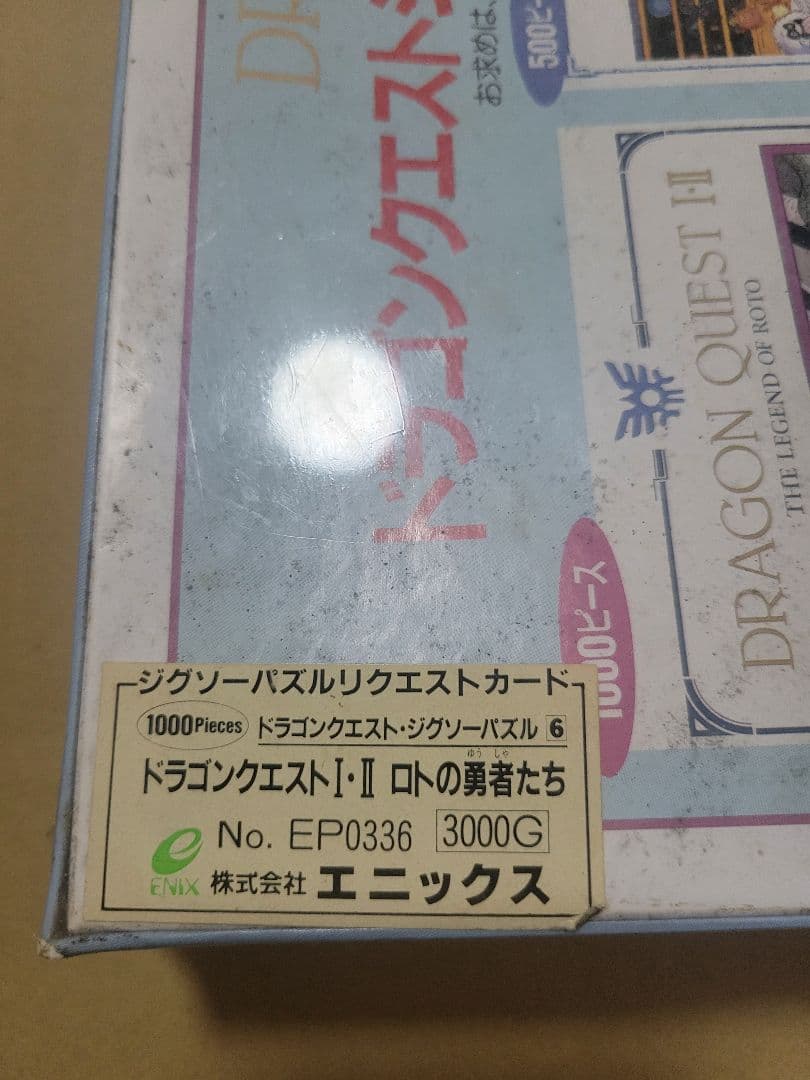 DR
ドラゴンクエスト
お求めは、
500ピー
DRAGON QUEST I・II
THE LEGEND OF ROTO
1000ピース
ジグソーパズルリクエストカード
1000Pieces ドラゴンクエスト・ジグソーパズル 6
ゆう しゃ
ドラゴンクエストⅠ・Ⅱ ロトの勇者たち
No. EP0336 3000G
ENIX 株式会社 エニックス